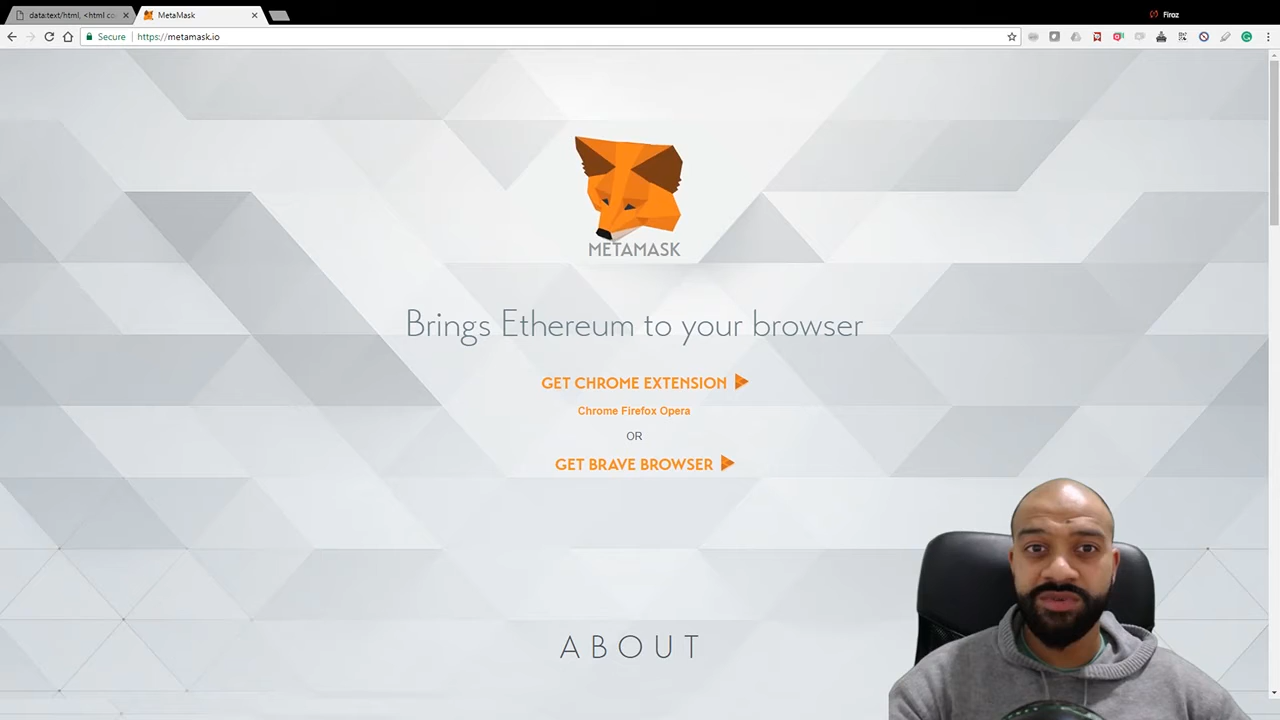 data:text/html, <html co
MetaMask
Firoz
Secure
https://metamask.io
METAMASK
Brings Ethereum to your browser
GET CHROME EXTENSION
Chrome Firefox Opera
OR
GET BRAVE BROWSER
ABOUT